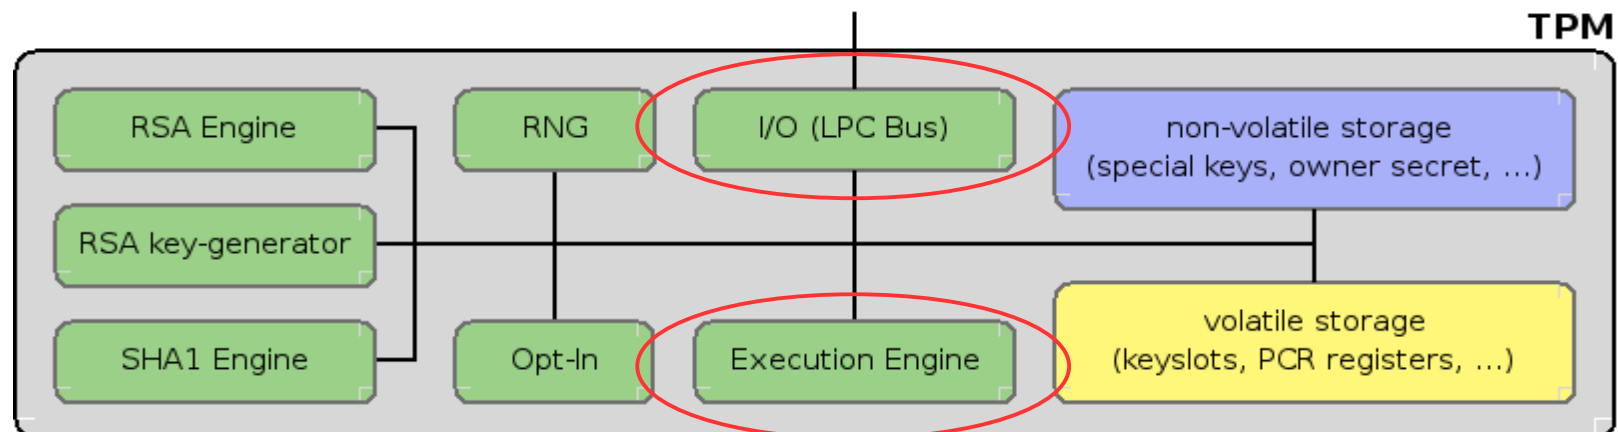 TPM
RSA Engine
RNG
I/O (LPC Bus)
non-volatile storage
(special keys, owner secret, ...)
RSA key-generator
SHA1 Engine
Opt-In
Execution Engine
volatile storage
(keyslots, PCR registers, ...)